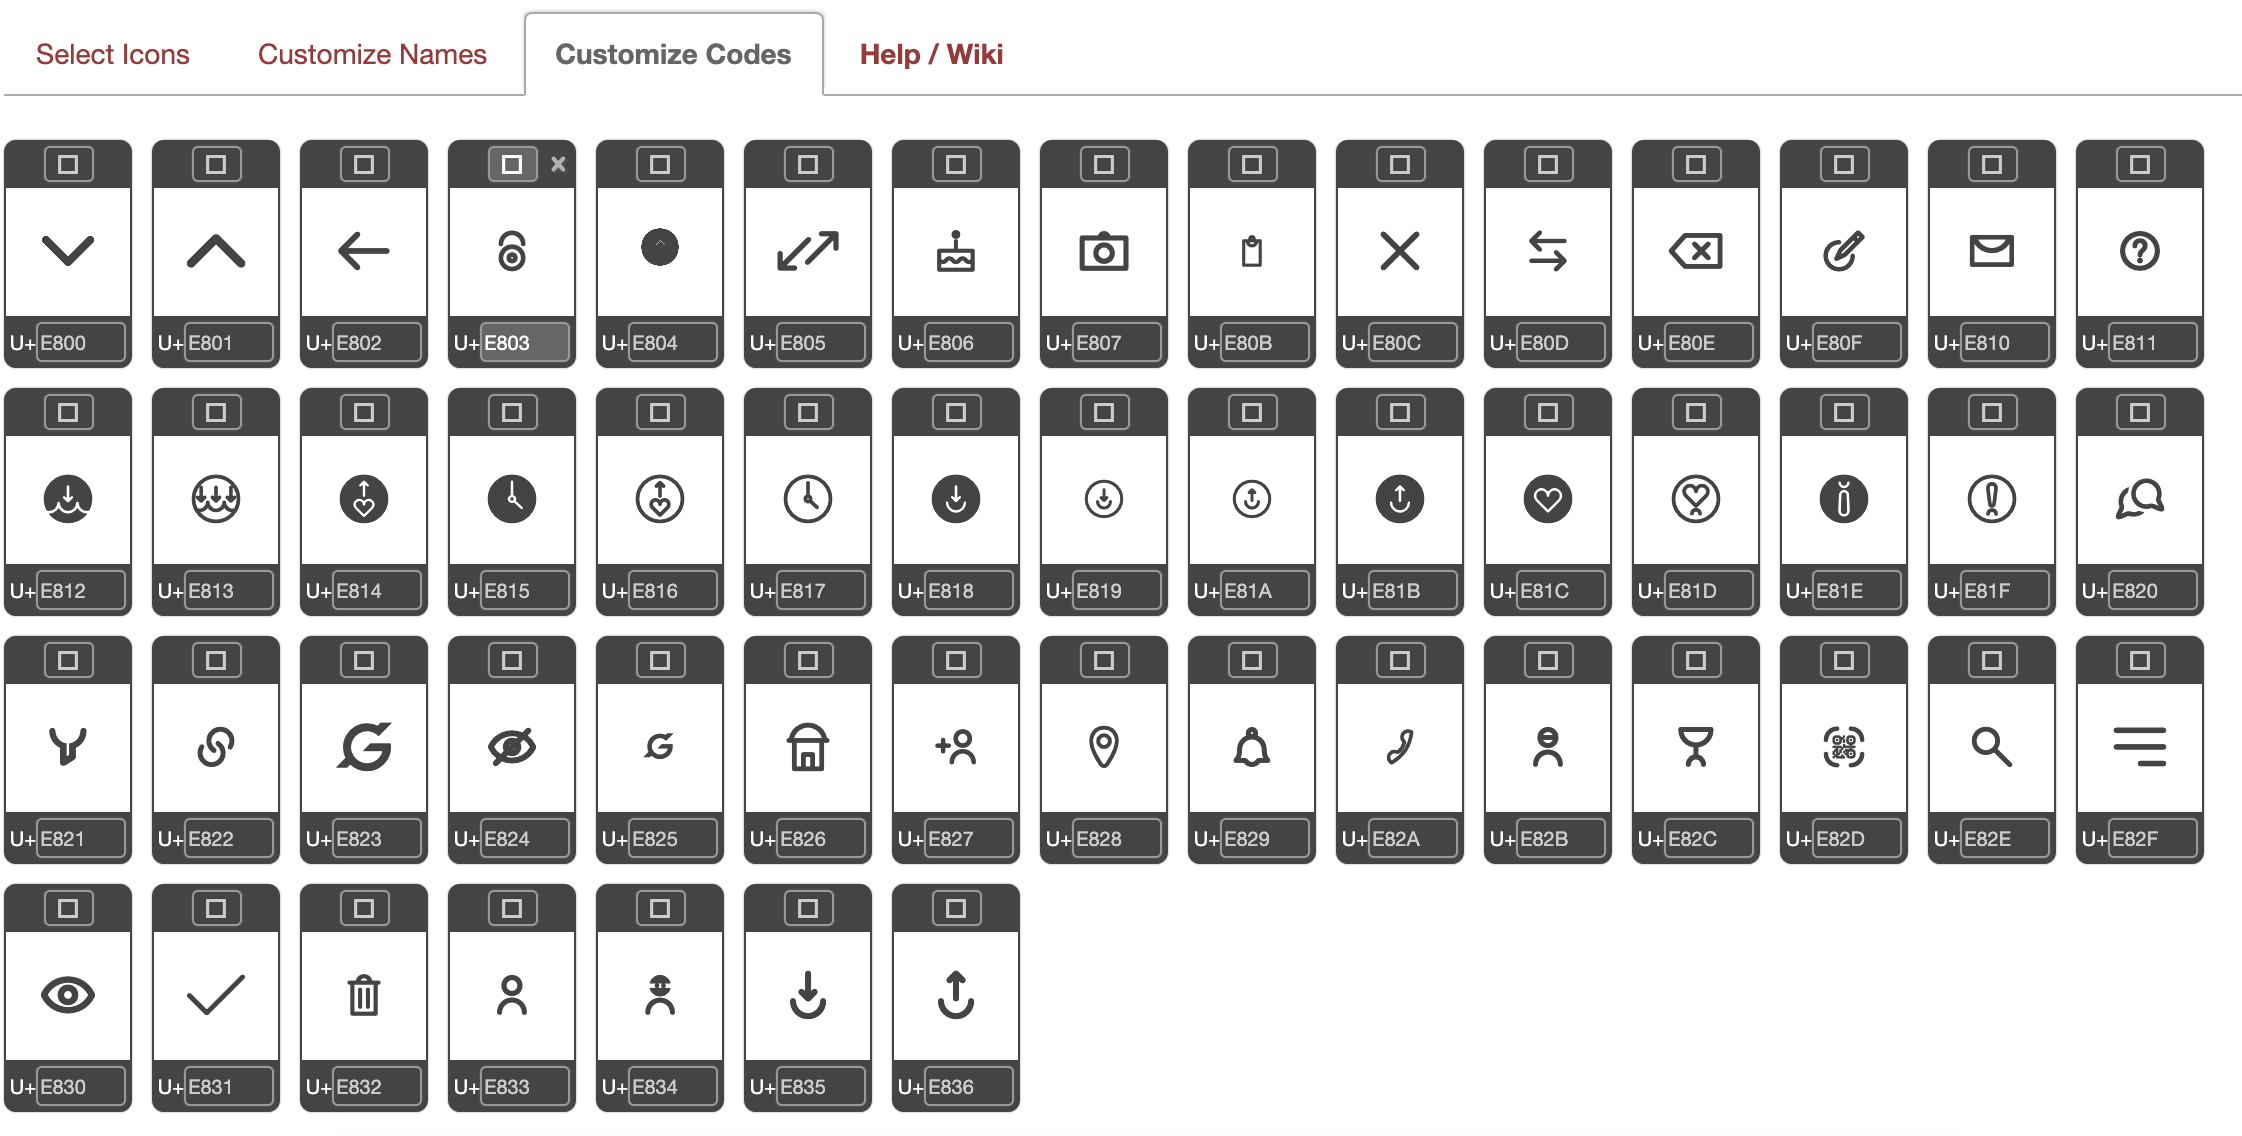 Select Icons Customize Names Customize Codes Help / Wiki
U+ E800 U+ E801 U+ E802 U+ E803 U+ E804 U+ E805 U+ E806 U+ E807 U+ E80B U+ E80C U+ E80D U+ E80E U+ E80F U+ E810 U+ E811
U+ E812 U+ E813 U+ E814 U+ E815 U+ E816 U+ E817 U+ E818 U+ E819 U+ E81A U+ E81B U+ E81C U+ E81D U+ E81E U+ E81F U+ E820
U+ E821 U+ E822 U+ E823 U+ E824 U+ E825 U+ E826 U+ E827 U+ E828 U+ E829 U+ E82A U+ E82B U+ E82C U+ E82D U+ E82E U+ E82F
U+ E830 U+ E831 U+ E832 U+ E833 U+ E834 U+ E835 U+ E836